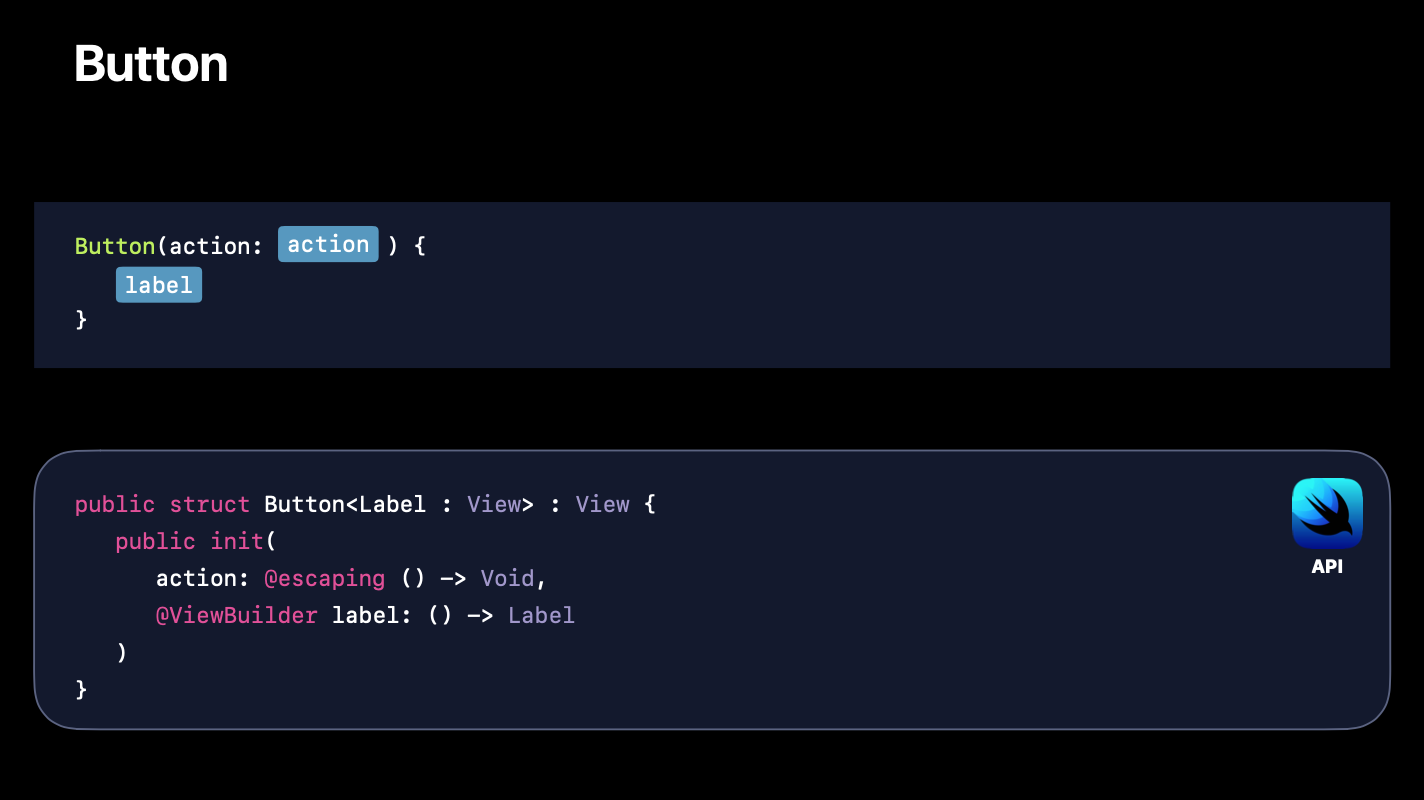 Button
Button(action: action ) {
label
}
public struct Button<Label : View> : View {
public init(
action: @escaping () -> Void,
@ViewBuilder label: () -> Label
)
}
API